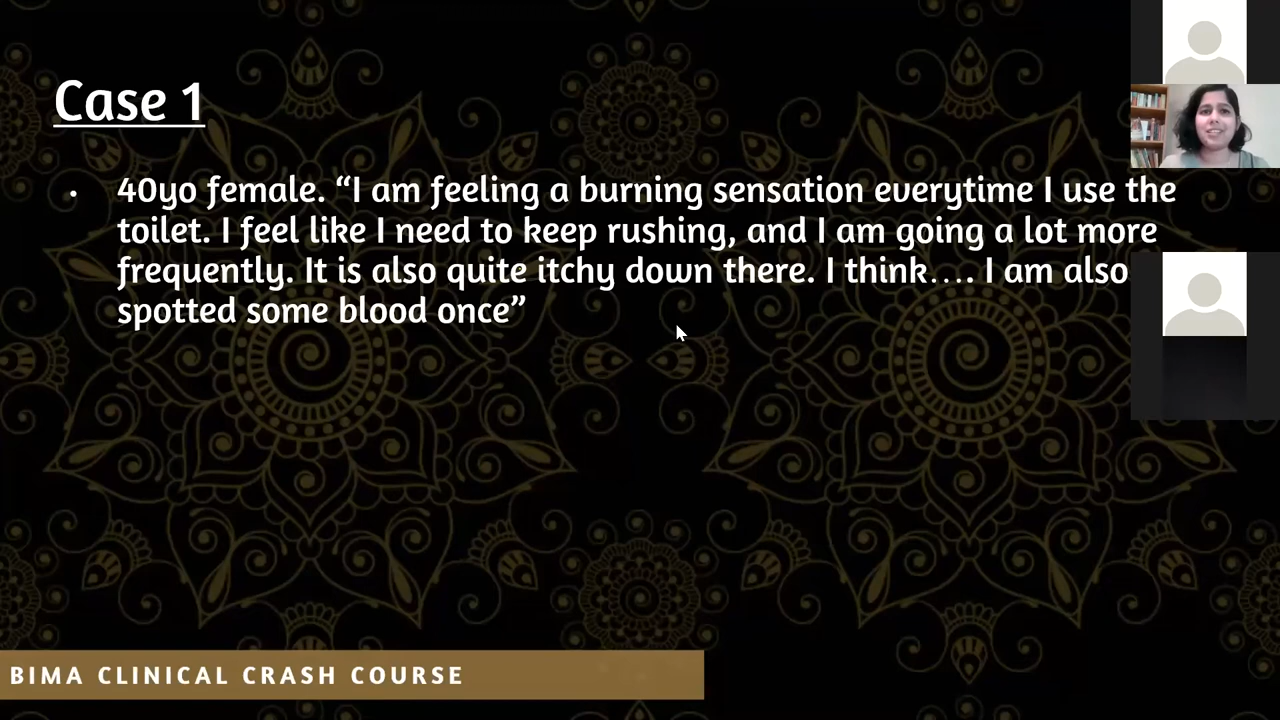 Case 1
• 40yo female. “I am feeling a burning sensation everytime I use the
toilet. I feel like I need to keep rushing, and I am going a lot more
frequently. It is also quite itchy down there. I think.... I am also
spotted some blood once”
BIMA CLINICAL CRASH COURSE